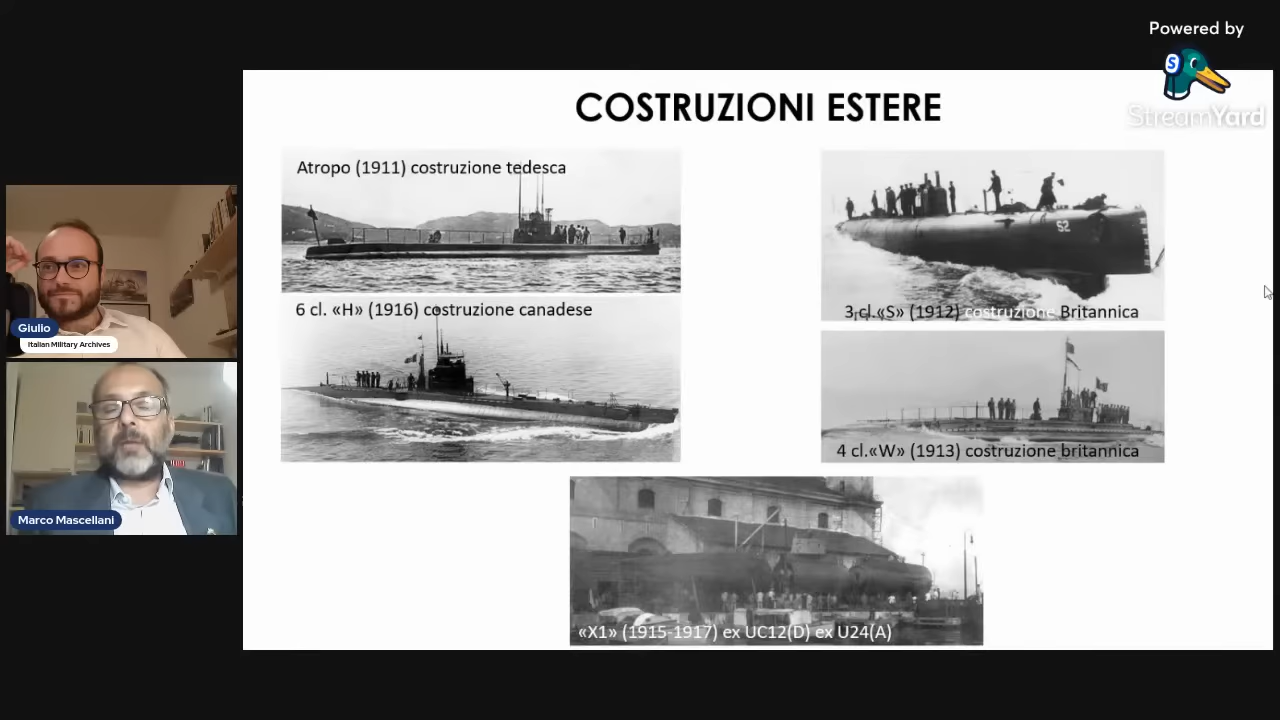 Powered by
StreamYard
COSTRUZIONI ESTERE
Atropo (1911) costruzione tedesca
S2
3 cl.«S» (1912) costruzione Britannica
6 cl. «H» (1916) costruzione canadese
4 cl.«W» (1913) costruzione britannica
«X1» (1915-1917) ex UC12(D) ex U24(A)
Giulio
Italian Military Archives
Marco Mascellani